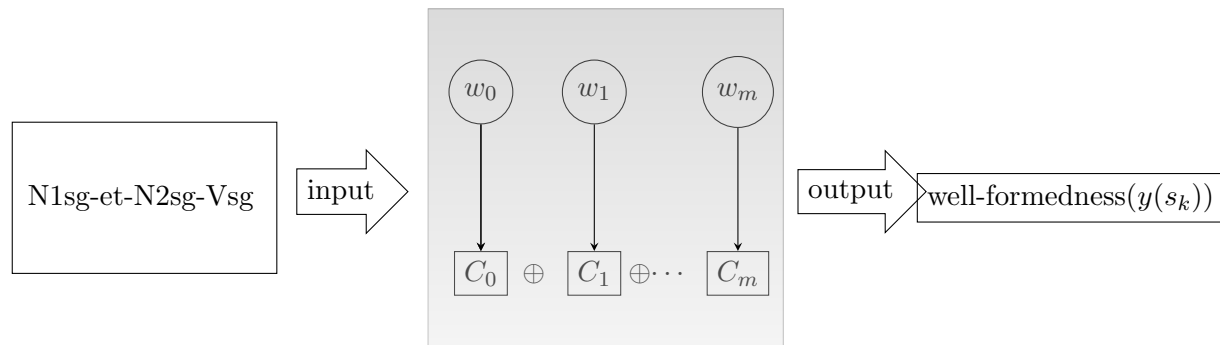 N1sg-et-N2sg-Vsg
input
w₀ w₁ wₘ
C₀ ⊕ C₁ ⊕⋯ Cₘ
output
well-formedness(y(sₖ))